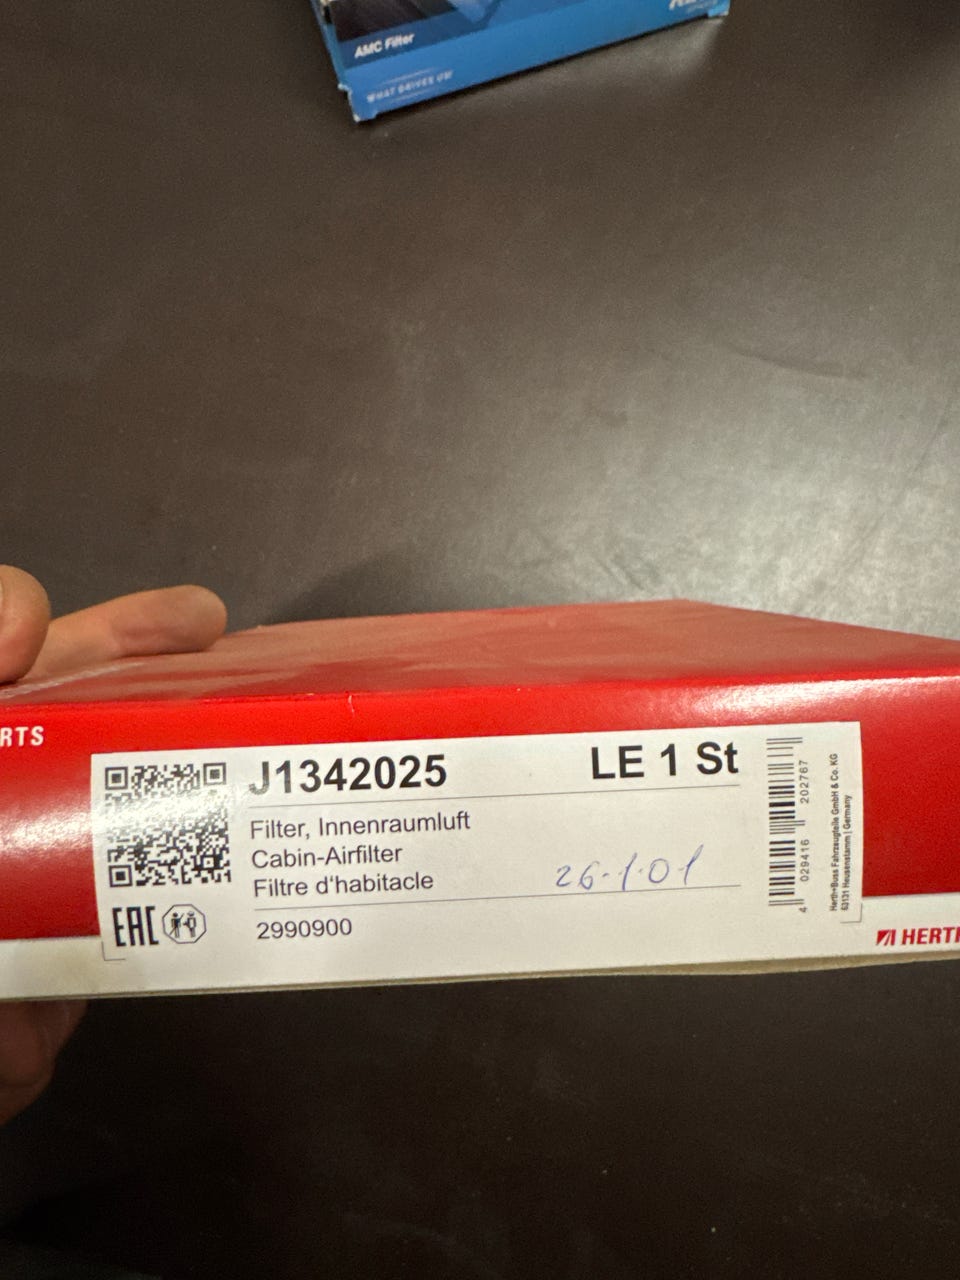 AMC Filter
WHAT DRIVES US!
RTS
J1342025
LE 1 St
Filter, Innenraumluft
Cabin-Airfilter
Filtre d'habitacle
26-1-01
EAC
2990900
4 029416 202767
Herth+Buss Fahrzeugteile GmbH & Co. KG
63131 Heusenstamm | Germany
HERTH